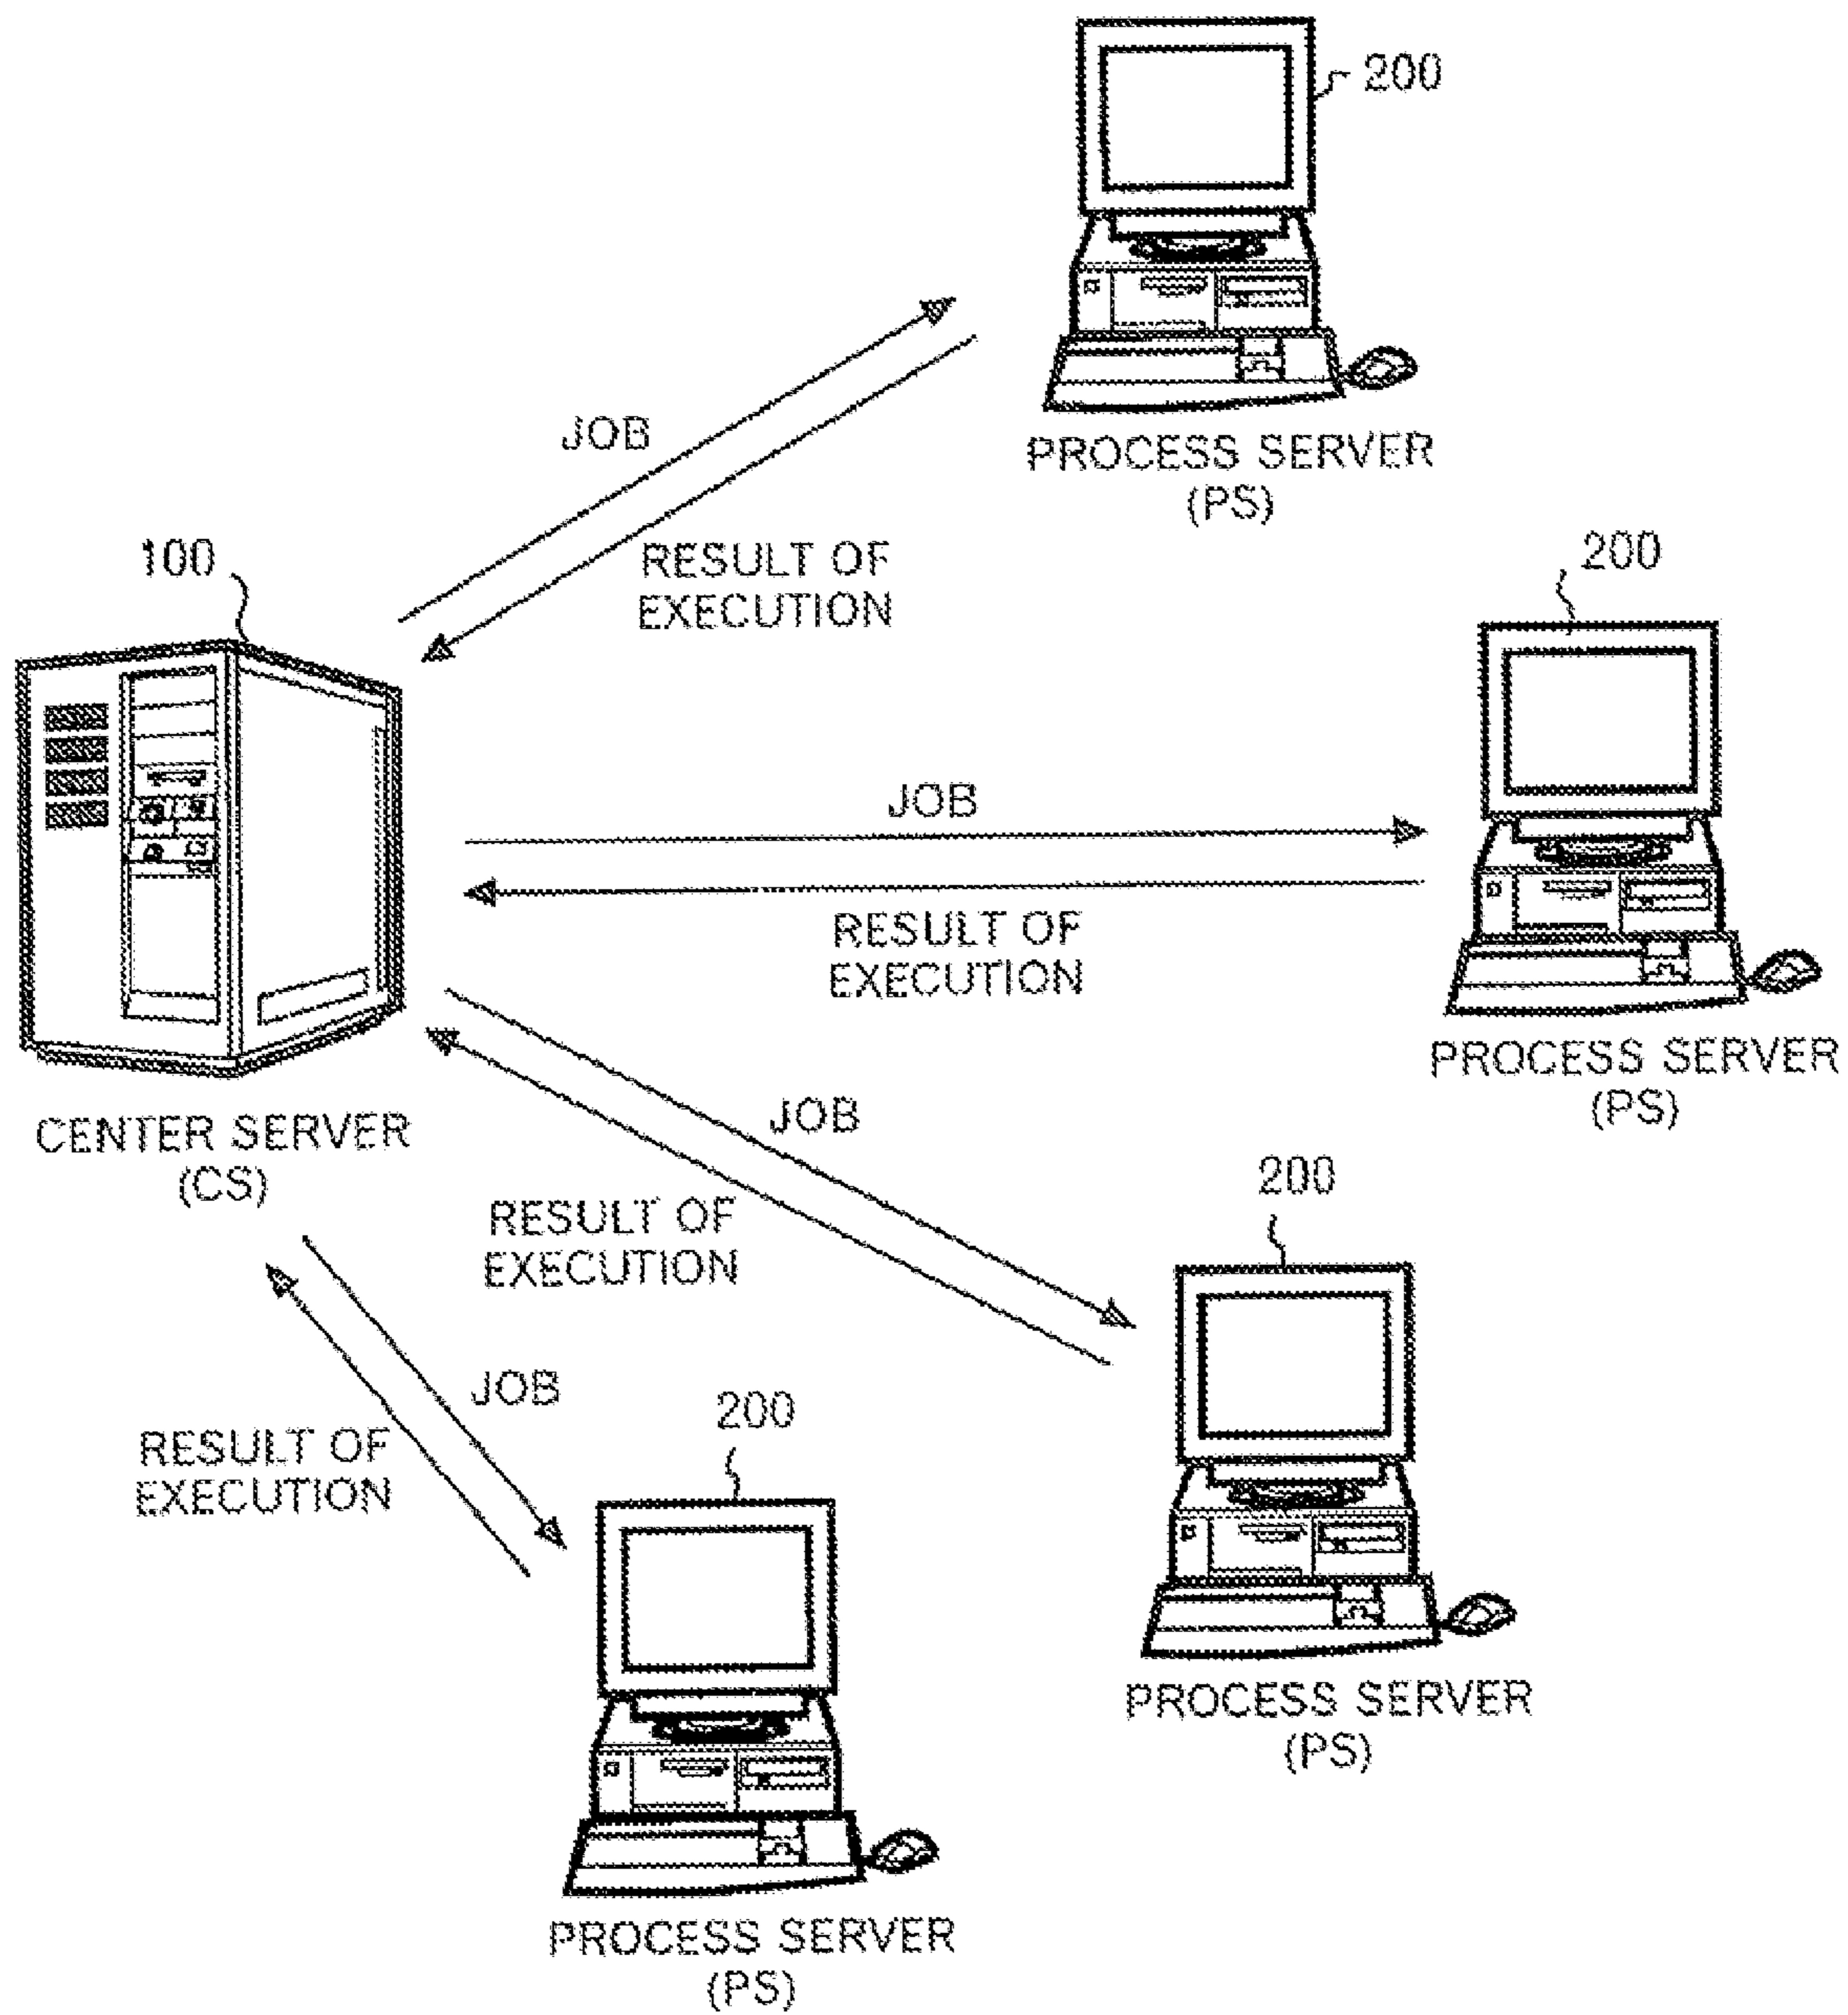 200
JOB
PROCESS SERVER
(PS)
RESULT OF
EXECUTION
100
200
JOB
RESULT OF
EXECUTION
PROCESS SERVER
(PS)
CENTER SERVER
(CS)
JOB
200
RESULT OF
EXECUTION
JOB
200
RESULT OF
EXECUTION
PROCESS SERVER
(PS)
PROCESS SERVER
(PS)